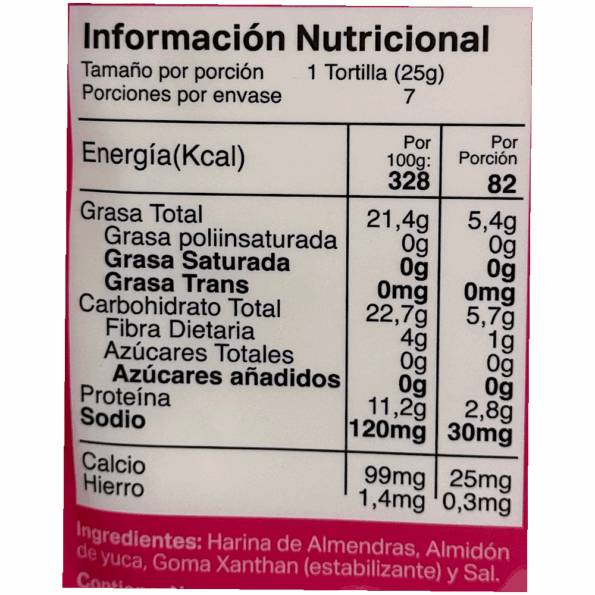 Información Nutricional
Tamaño por porción 1 Tortilla (25g)
Porciones por envase 7
Energía(Kcal) Por 100g: 328 Por Porción 82
Grasa Total 21,4g 5,4g
Grasa poliinsaturada 0g 0g
Grasa Saturada 0g 0g
Grasa Trans 0mg 0mg
Carbohidrato Total 22,7g 5,7g
Fibra Dietaria 4g 1g
Azúcares Totales 0g 0g
Azúcares añadidos 0g 0g
Proteína 11,2g 2,8g
Sodio 120mg 30mg
Calcio 99mg 25mg
Hierro 1,4mg 0,3mg
Ingredientes: Harina de Almendras, Almidón
de yuca, Goma Xanthan (estabilizante) y Sal.